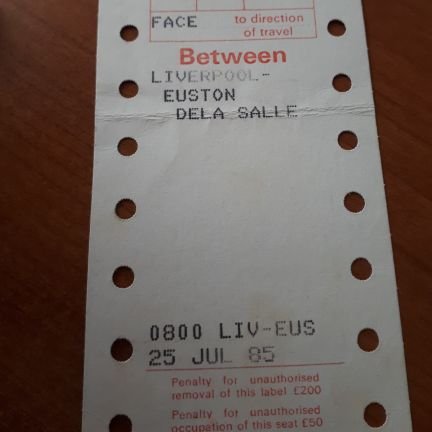 FACE to direction
of travel
Between
LIVERPOOL-
EUSTON
DELA SALLE
0800 LIV-EUS
25 JUL 85
Penalty for unauthorised
removal of this label £200
Penalty for unauthorised
occupation of this seat £50